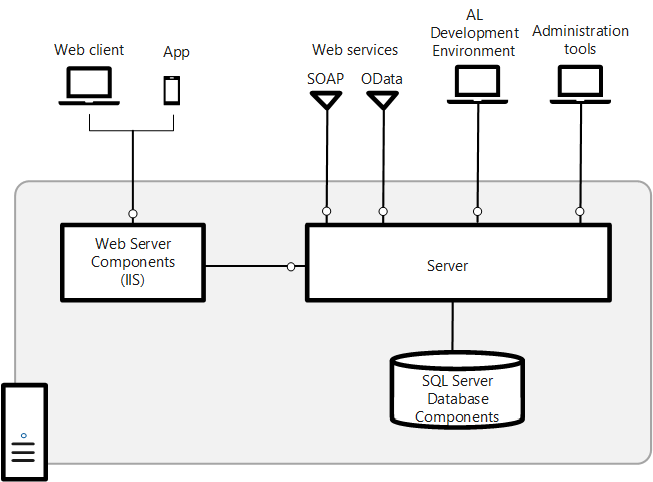 Web client
App
Web services
SOAP
OData
AL
Development
Environment
Administration
tools
Web Server
Components
(IIS)
Server
SQL Server
Database
Components